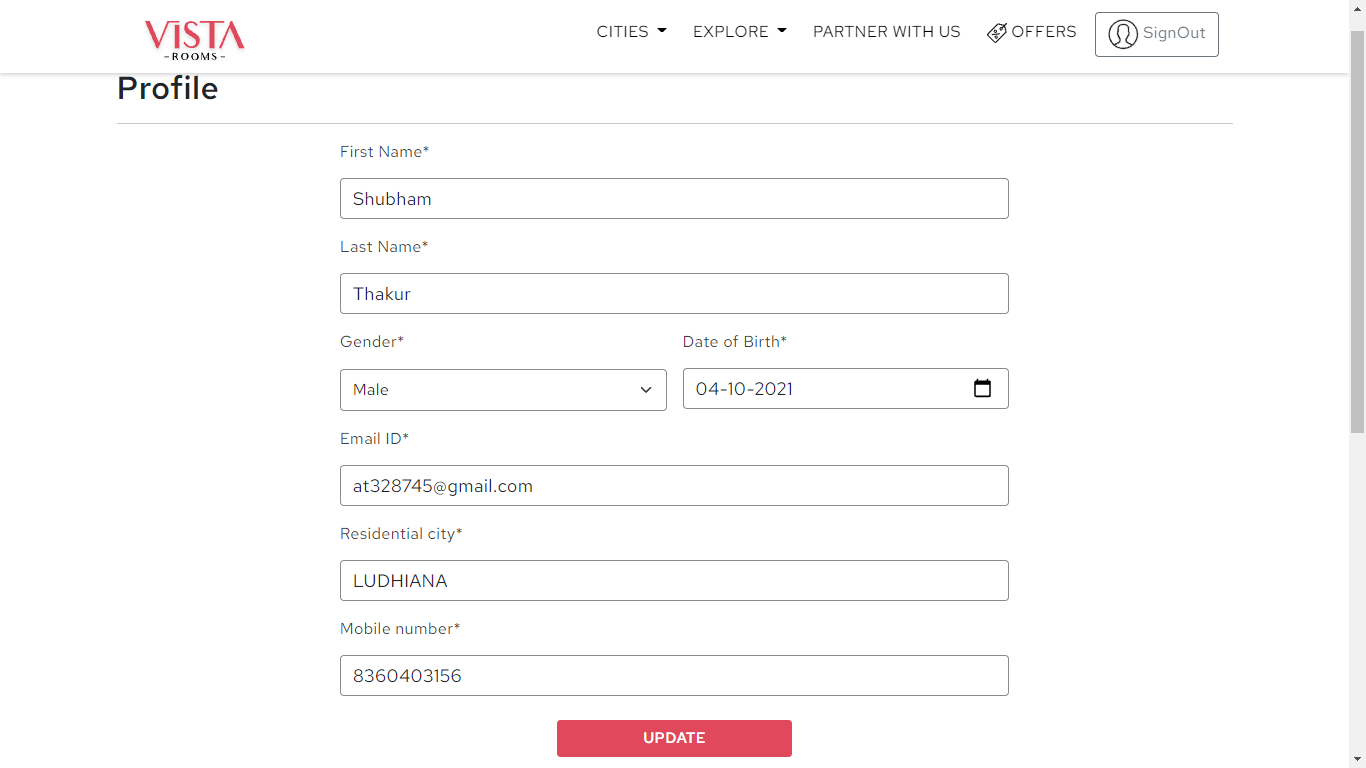 VISTA
-ROOMS-
CITIES EXPLORE PARTNER WITH US OFFERS SignOut
Profile
First Name*
Shubham
Last Name*
Thakur
Gender* Date of Birth*
Male 04-10-2021
Email ID*
at328745@gmail.com
Residential city*
LUDHIANA
Mobile number*
8360403156
UPDATE